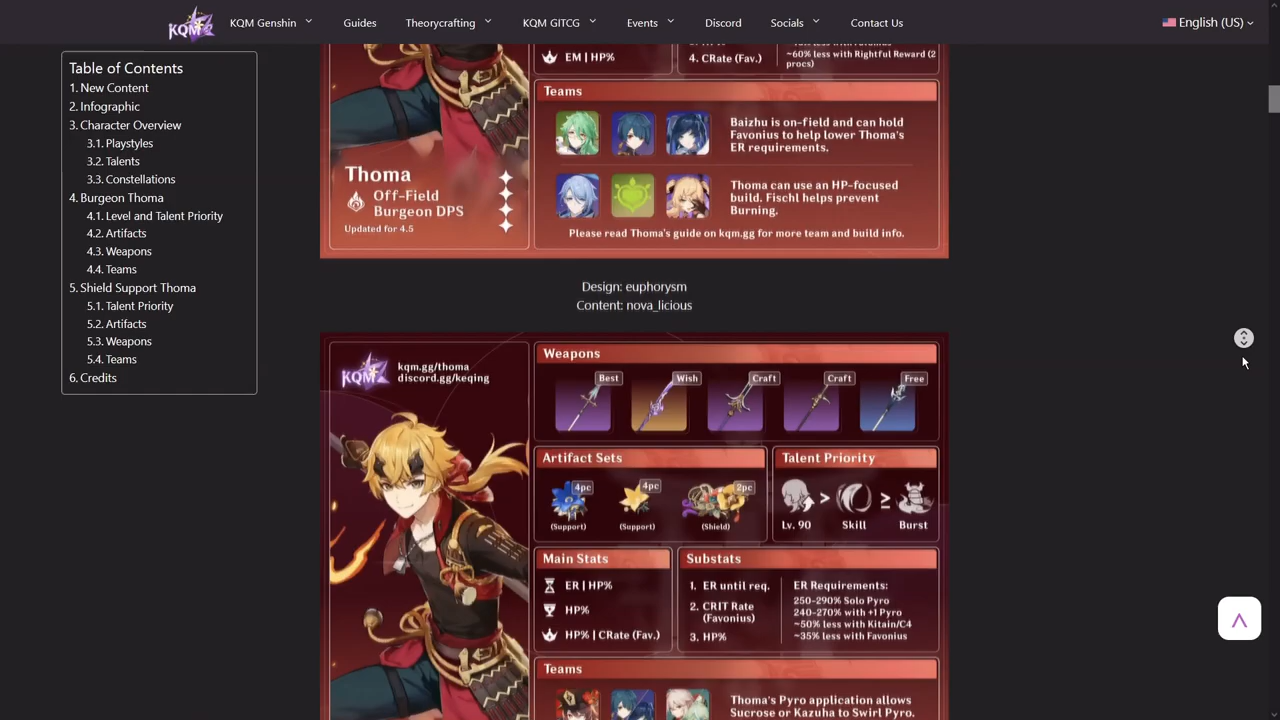 KQM
KQM Genshin
Guides
Theorycrafting
KQM GITCG
Events
Discord
Socials
Contact Us
English (US)
Table of Contents
1. New Content
2. Infographic
3. Character Overview
3.1. Playstyles
3.2. Talents
3.3. Constellations
4. Burgeon Thoma
4.1. Level and Talent Priority
4.2. Artifacts
4.3. Weapons
4.4. Teams
5. Shield Support Thoma
5.1. Talent Priority
5.2. Artifacts
5.3. Weapons
5.4. Teams
6. Credits
EM | HP%
4. CRate (Fav.)
~60% less with Rightful Reward (2
procs)
Teams
Baizhu is on-field and can hold
Favonius to help lower Thoma's
ER requirements.
Thoma can use an HP-focused
build. Fischl helps prevent
Burning.
Please read Thoma's guide on kqm.gg for more team and build info.
Thoma
Off-Field
Burgeon DPS
Updated for 4.5
Design: euphorysm
Content: nova_licious
KQM
kqm.gg/thoma
discord.gg/keqing
Weapons
Best
Wish
Craft
Craft
Free
Artifact Sets
4pc
4pc
2pc
(Support)
(Support)
(Shield)
Talent Priority
> ≥
Lv. 90
Skill
Burst
Main Stats
ER | HP%
HP%
HP% | CRate (Fav.)
Substats
1. ER until req.
2. CRIT Rate
(Favonius)
3. HP%
ER Requirements:
250-290% Solo Pyro
240-270% with +1 Pyro
~50% less with Kitain/C4
~35% less with Favonius
Teams
Thoma's Pyro application allows
Sucrose or Kazuha to Swirl Pyro.